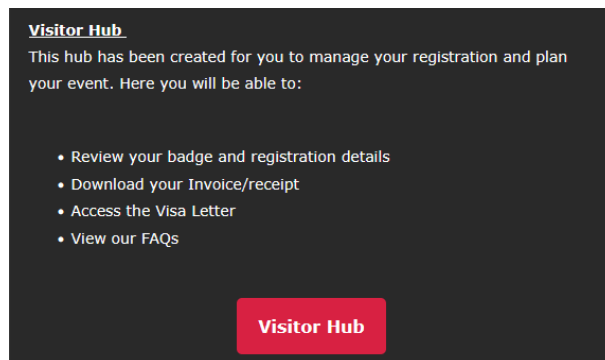 Visitor Hub
This hub has been created for you to manage your registration and plan
your event. Here you will be able to:
• Review your badge and registration details
• Download your Invoice/receipt
• Access the Visa Letter
• View our FAQs
Visitor Hub